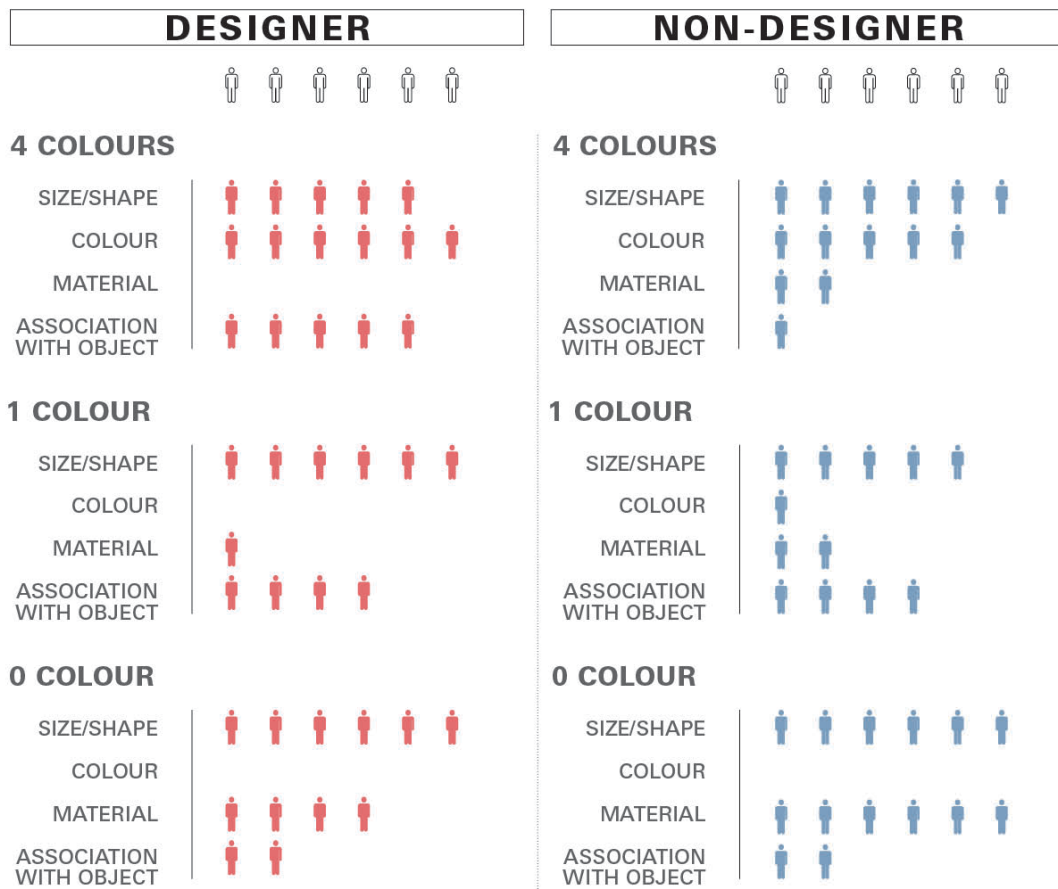 DESIGNER
4 COLOURS
SIZE/SHAPE
COLOUR
MATERIAL
ASSOCIATION
WITH OBJECT
1 COLOUR
SIZE/SHAPE
COLOUR
MATERIAL
ASSOCIATION
WITH OBJECT
0 COLOUR
SIZE/SHAPE
COLOUR
MATERIAL
ASSOCIATION
WITH OBJECT
NON-DESIGNER
4 COLOURS
SIZE/SHAPE
COLOUR
MATERIAL
ASSOCIATION
WITH OBJECT
1 COLOUR
SIZE/SHAPE
COLOUR
MATERIAL
ASSOCIATION
WITH OBJECT
0 COLOUR
SIZE/SHAPE
COLOUR
MATERIAL
ASSOCIATION
WITH OBJECT